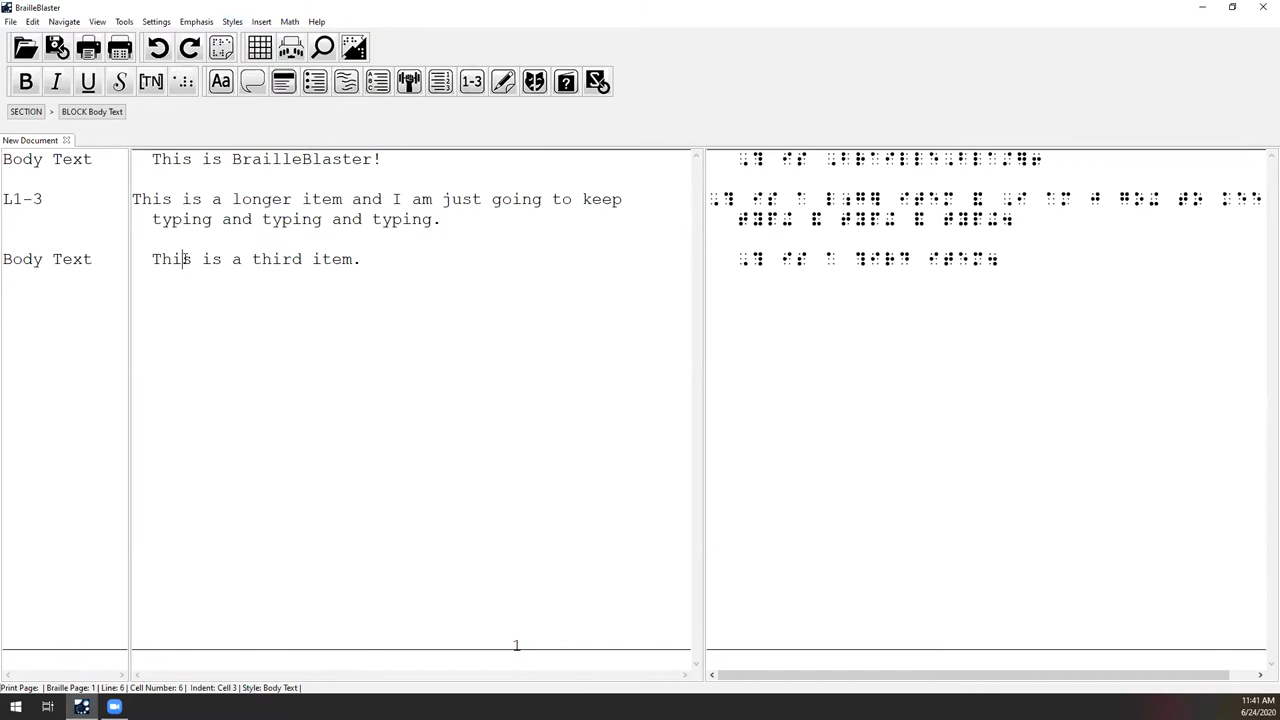 BrailleBlaster
File Edit Navigate View Tools Settings Emphasis Styles Insert Math Help
B I U S [TN] Aa 1-3
SECTION > BLOCK Body Text
New Document
Body Text This is BrailleBlaster!
L1-3 This is a longer item and I am just going to keep
typing and typing and typing.
Body Text This is a third item.
1
Print Page: | Braille Page: 1 | Line: 6 | Cell Number: 6 | Indent: Cell 3 | Style: Body Text |
11:41 AM
6/24/2020